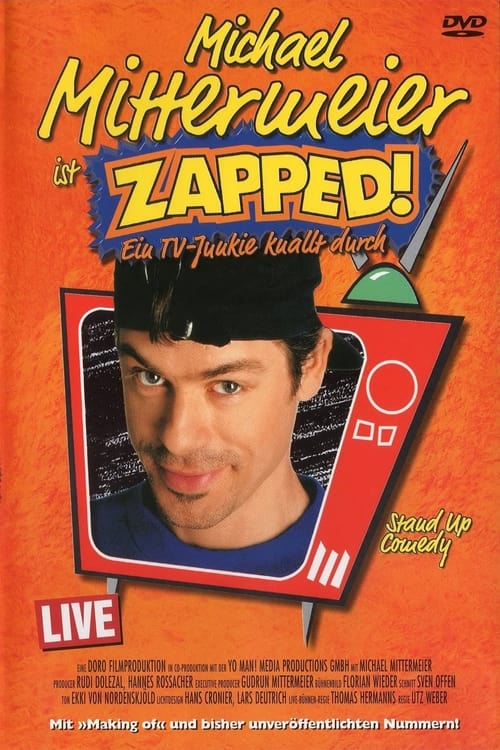 DVD
Michael
Mittermeier
ist
ZAPPED!
Ein TV-Junkie knallt durch
Stand Up
Comedy
LIVE
EINE DORO FILMPRODUKTION IN CO-PRODUKTION MIT DER YO MAN! MEDIA PRODUCTIONS GMBH MIT MICHAEL MITTERMEIER
PRODUCER RUDI DOLEZAL, HANNES ROSSACHER EXECUTIVE PRODUCER GUDRUN MITTERMEIER BÜHNENBILD FLORIAN WIEDER SCHNITT SVEN OFFEN
TON EKKI VON NORDENSKJOLD LICHTDESIGN HANS CRONIER, LARS DEUTRICH LIVE-BÜHNEN-REGIE THOMAS HERMANNS REGIE UTZ WEBER
Mit »Making of« und bisher unveröffentlichten Nummern!